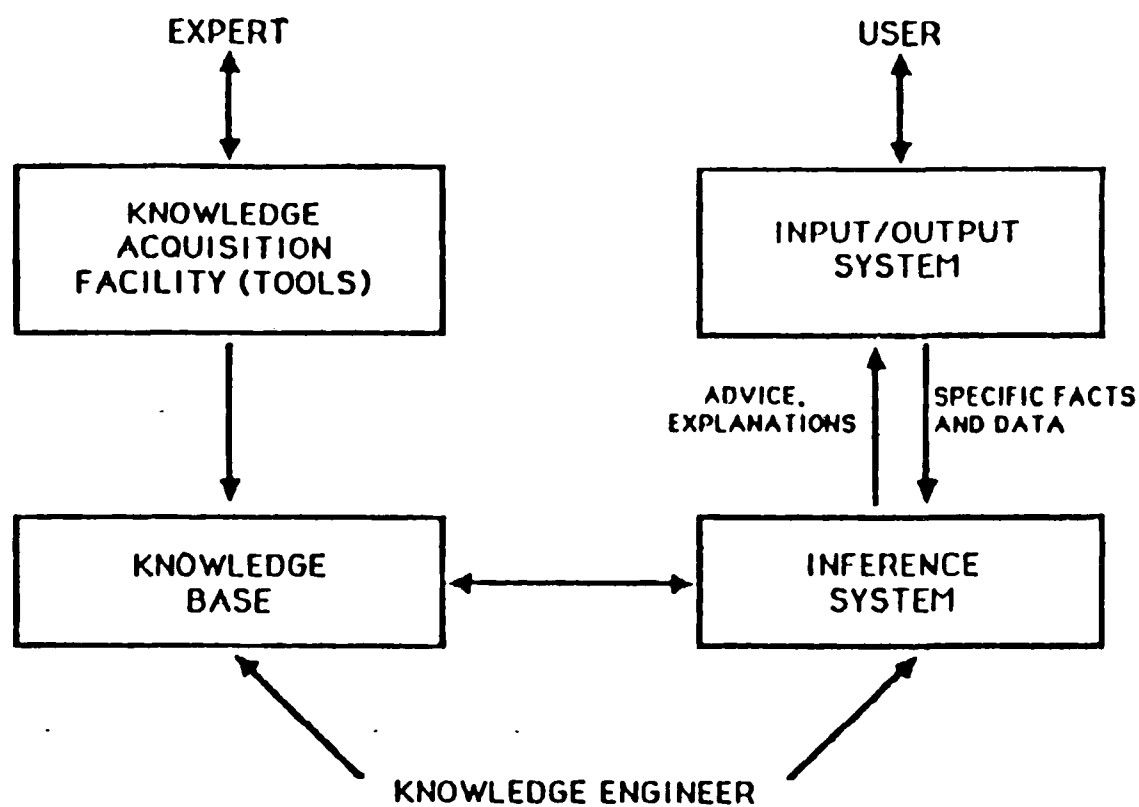 EXPERT
USER
KNOWLEDGE
ACQUISITION
FACILITY (TOOLS)
INPUT/OUTPUT
SYSTEM
ADVICE,
EXPLANATIONS
SPECIFIC FACTS
AND DATA
KNOWLEDGE
BASE
INFERENCE
SYSTEM
KNOWLEDGE ENGINEER